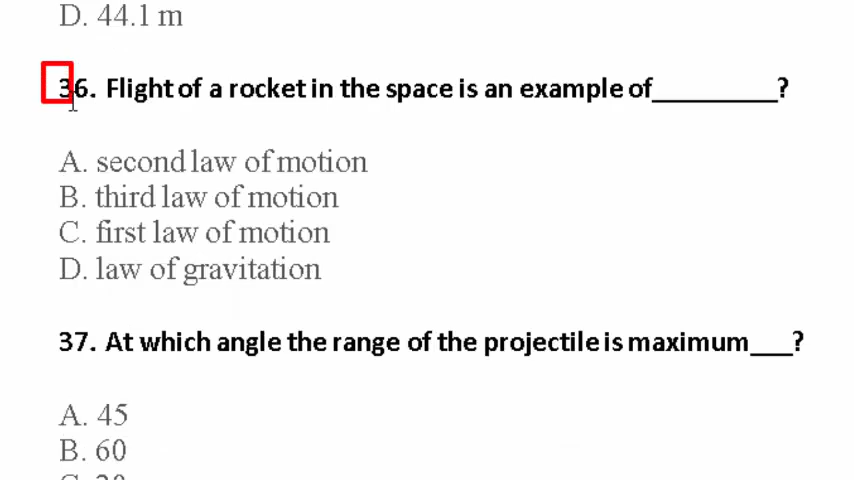 D. 44.1 m
36. Flight of a rocket in the space is an example of_________?
A. second law of motion
B. third law of motion
C. first law of motion
D. law of gravitation
37. At which angle the range of the projectile is maximum___?
A. 45
B. 60